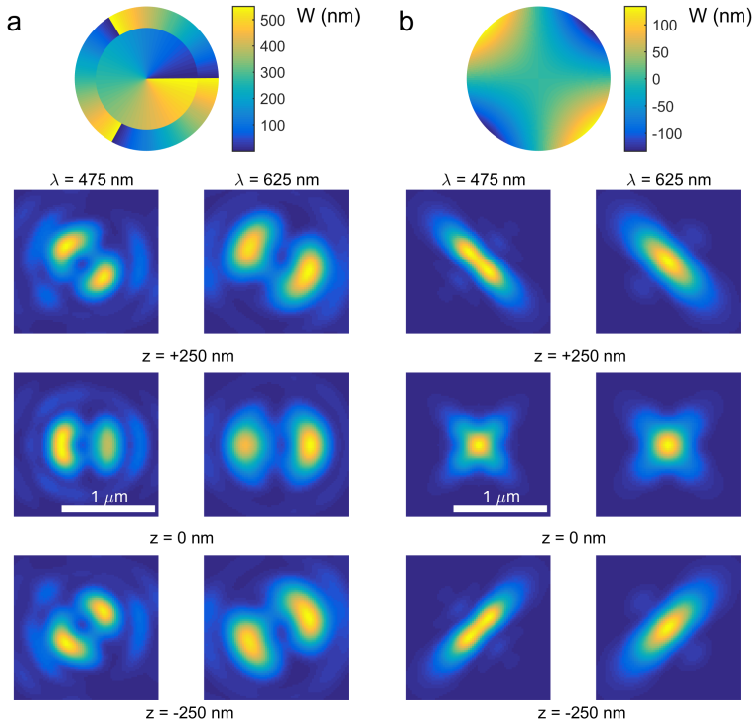 a
W (nm)
500
400
300
200
100
b
W (nm)
100
50
0
-50
-100
λ = 475 nm
λ = 625 nm
λ = 475 nm
λ = 625 nm
z = +250 nm
z = +250 nm
1 μm
1 μm
z = 0 nm
z = 0 nm
z = -250 nm
z = -250 nm